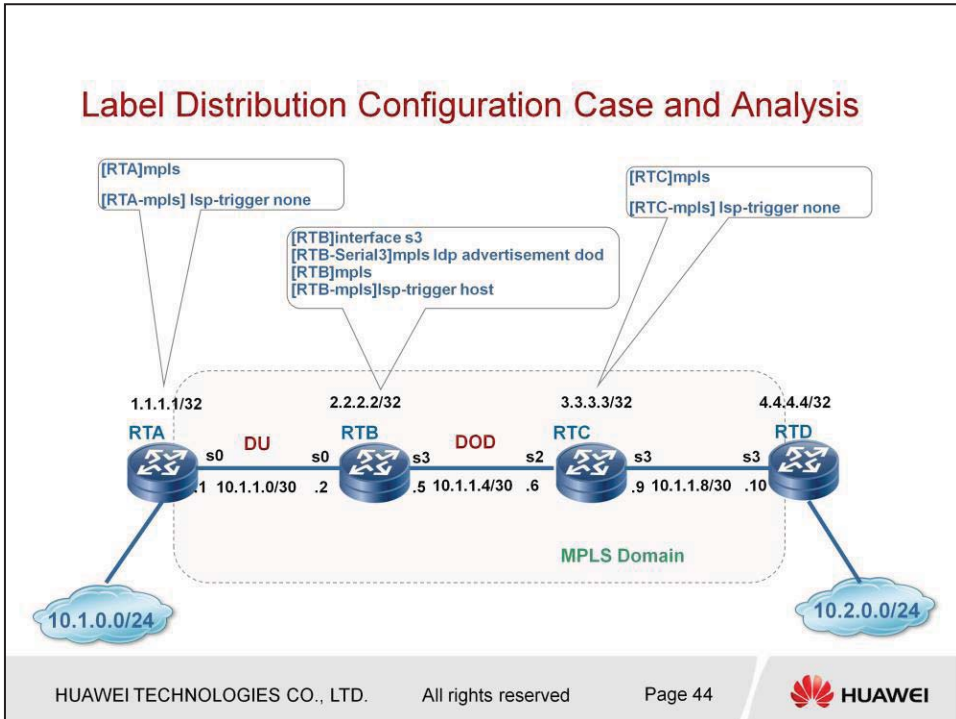 Label Distribution Configuration Case and Analysis
[RTA]mpls
[RTA-mpls] lsp-trigger none
[RTC]mpls
[RTC-mpls] lsp-trigger none
[RTB]interface s3
[RTB-Serial3]mpls ldp advertisement dod
[RTB]mpls
[RTB-mpls]lsp-trigger host
1.1.1.1/32 2.2.2.2/32 3.3.3.3/32 4.4.4.4/32
RTA DU RTB DOD RTC RTD
s0 s0 s3 s2 s3 s3
.1 10.1.1.0/30 .2 .5 10.1.1.4/30 .6 .9 10.1.1.8/30 .10
MPLS Domain
10.1.0.0/24 10.2.0.0/24
HUAWEI TECHNOLOGIES CO., LTD. All rights reserved Page 44 HUAWEI